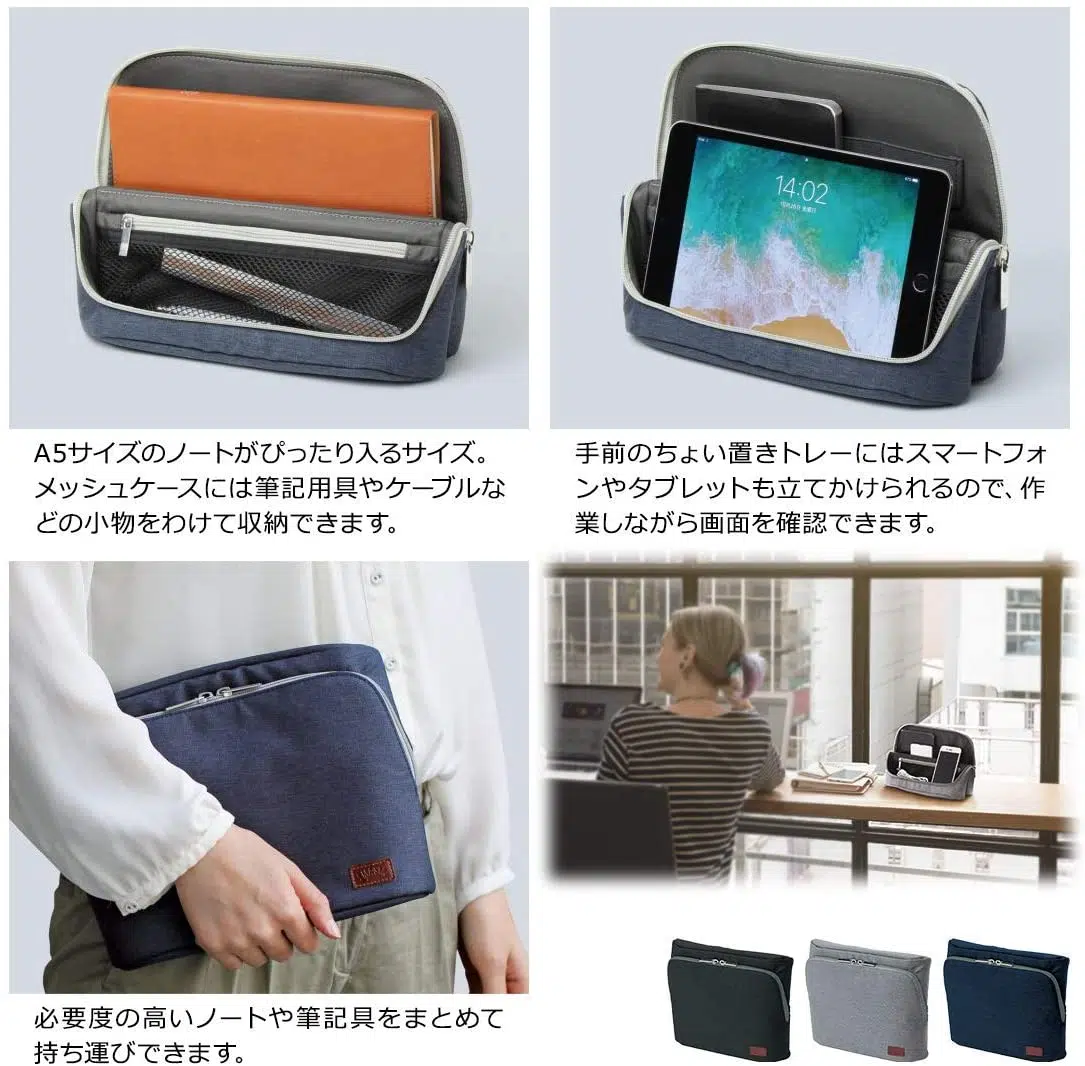 A5サイズのノートがぴったり入るサイズ。
メッシュケースには筆記用具やケーブルな
どの小物をわけて収納できます。
14:02
手前のちょい置きトレーにはスマートフォ
ンやタブレットも立てかけられるので、作
業しながら画面を確認できます。
必要度の高いノートや筆記具をまとめて
持ち運びできます。